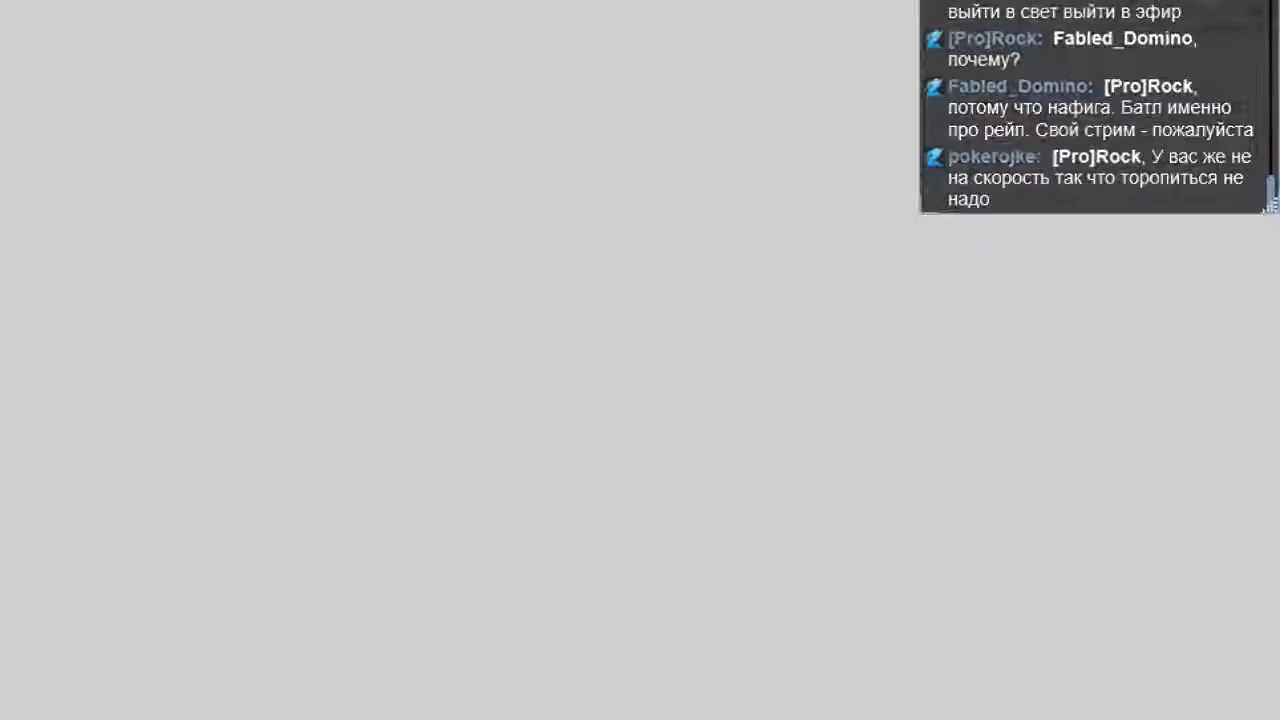 выйти в свет выйти в эфир
[Pro]Rock: Fabled_Domino,
почему?
Fabled_Domino: [Pro]Rock,
потому что нафига. Батл именно
про рейп. Свой стрим - пожалуйста
pokerojke: [Pro]Rock, У вас же не
на скорость так что торопиться не
надо